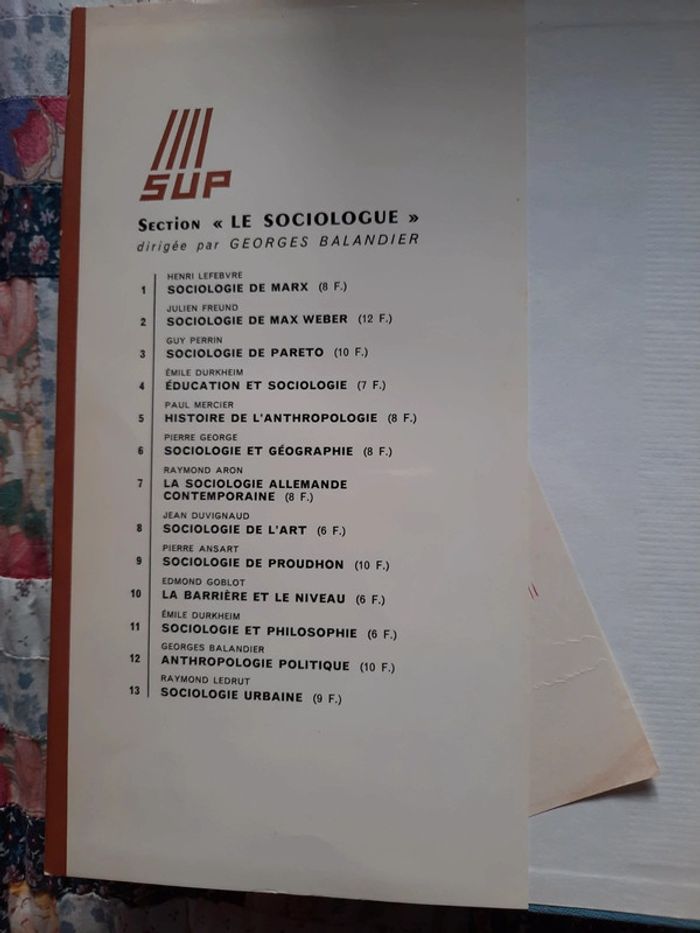 SUP
SECTION « LE SOCIOLOGUE »
dirigée par GEORGES BALANDIER
HENRI LEFEBVRE
1 SOCIOLOGIE DE MARX (8 F.)
JULIEN FREUND
2 SOCIOLOGIE DE MAX WEBER (12 F.)
GUY PERRIN
3 SOCIOLOGIE DE PARETO (10 F.)
ÉMILE DURKHEIM
4 ÉDUCATION ET SOCIOLOGIE (7 F.)
PAUL MERCIER
5 HISTOIRE DE L'ANTHROPOLOGIE (8 F.)
PIERRE GEORGE
6 SOCIOLOGIE ET GÉOGRAPHIE (8 F.)
RAYMOND ARON
7 LA SOCIOLOGIE ALLEMANDE
CONTEMPORAINE (8 F.)
JEAN DUVIGNAUD
8 SOCIOLOGIE DE L'ART (6 F.)
PIERRE ANSART
9 SOCIOLOGIE DE PROUDHON (10 F.)
EDMOND GOBLOT
10 LA BARRIÈRE ET LE NIVEAU (6 F.)
ÉMILE DURKHEIM
11 SOCIOLOGIE ET PHILOSOPHIE (6 F.)
GEORGES BALANDIER
12 ANTHROPOLOGIE POLITIQUE (10 F.)
RAYMOND LEDRUT
13 SOCIOLOGIE URBAINE (9 F.)